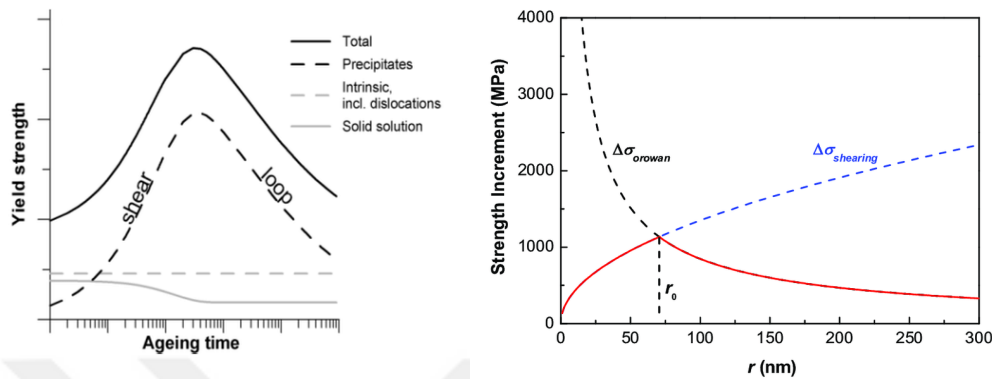 Total
Precipitates
Intrinsic,
incl. dislocations
Solid solution
shear
loop
Yield strength
Ageing time
4000
3000
2000
1000
0
Strength Increment (MPa)
Δσorowan
Δσshearing
r0
0
50
100
150
200
250
300
r (nm)